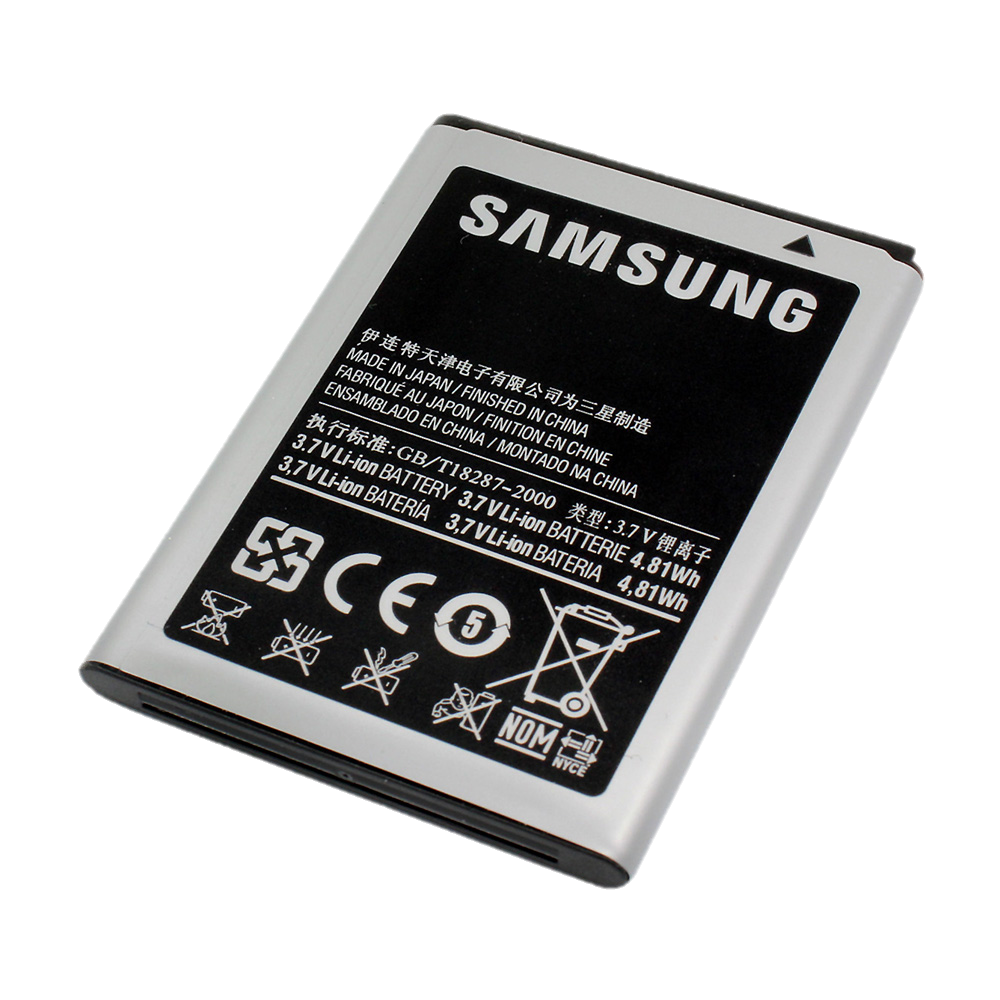 SAMSUNG
伊连特天津电子有限公司为三星制造
MADE IN JAPAN / FINISHED IN CHINA
FABRIQUÉ AU JAPON / FINITION EN CHINE
ENSAMBLADO EN CHINA / MONTADO NA CHINA
执行标准:GB/T18287-2000 类型:3.7V锂离子
3.7 V Li-ion BATTERY 3.7 V Li-ion BATTERIE 4.81Wh
3,7 V Li-ion BATERÍA 3,7 V Li-ion BATERIA 4,81Wh
CE
5
NOM
NYCE